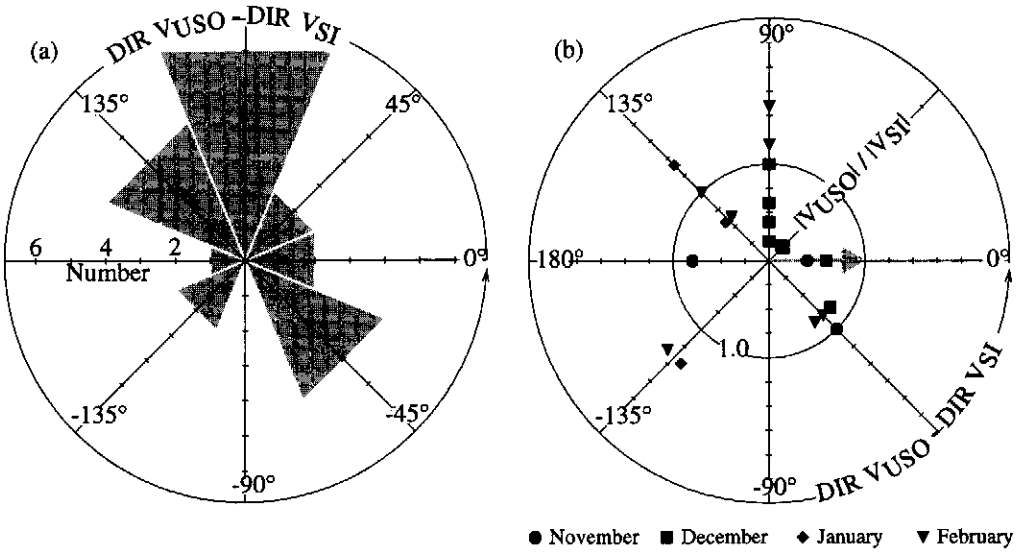 (a)
DIR VUSO – DIR VSI
135°
45°
6 4 2
Number
0°
-135°
-45°
-90°
(b)
90°
135°
|VUSO| / |VSI|
-180°
0°
1.0
-135°
-90°
DIR VUSO – DIR VSI
● November ■ December ◆ January ▼ February